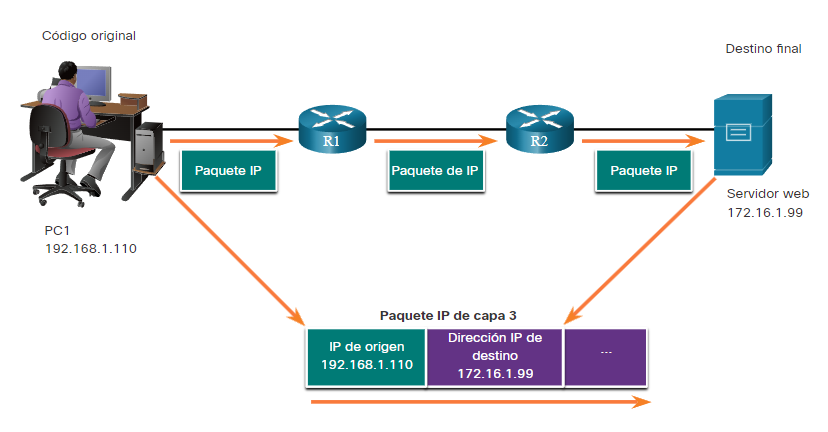 Código original
Destino final
R1
R2
Paquete IP
Paquete de IP
Paquete IP
Servidor web
172.16.1.99
PC1
192.168.1.110
Paquete IP de capa 3
IP de origen
192.168.1.110
Dirección IP de
destino
172.16.1.99
---